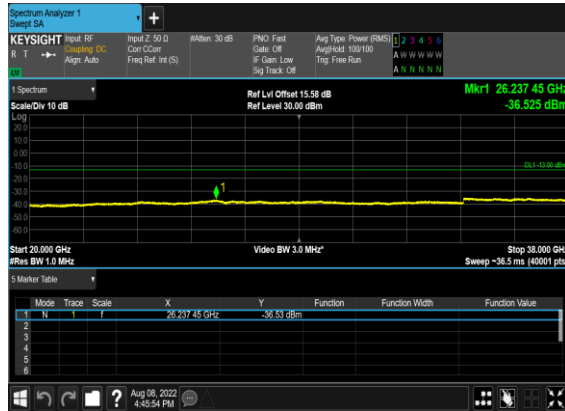 Spectrum Analyzer 1
Swept SA
KEYSIGHT Input: RF Input Z: 50 Ω #Atten: 30 dB PNO: Fast Avg Type: Power (RMS) 1 2 3 4 5 6
R T Coupling: DC Corr CCorr Gate: Off Avg|Hold: 100/100 A W W W W W
Align: Auto Freq Ref: Int (S) IF Gain: Low Trig: Free Run
Sig Track: Off A N N N N N
1 Spectrum Ref Lvl Offset 15.58 dB Mkr1 26.237 45 GHz
Scale/Div 10 dB Ref Level 30.00 dBm -36.525 dBm
Log
20.0
10.0
0.00
-10.0 DL1 -13.00 dBm
-20.0
-30.0 1
-40.0
-50.0
-60.0
Start 20.000 GHz Video BW 3.0 MHz* Stop 38.000 GHz
#Res BW 1.0 MHz Sweep ~36.5 ms (40001 pts
5 Marker Table
Mode Trace Scale X Y Function Function Width Function Value
1 N 1 f 26.237 45 GHz -36.53 dBm
2
3
4
5
6
? Aug 08, 2022
4:45:54 PM